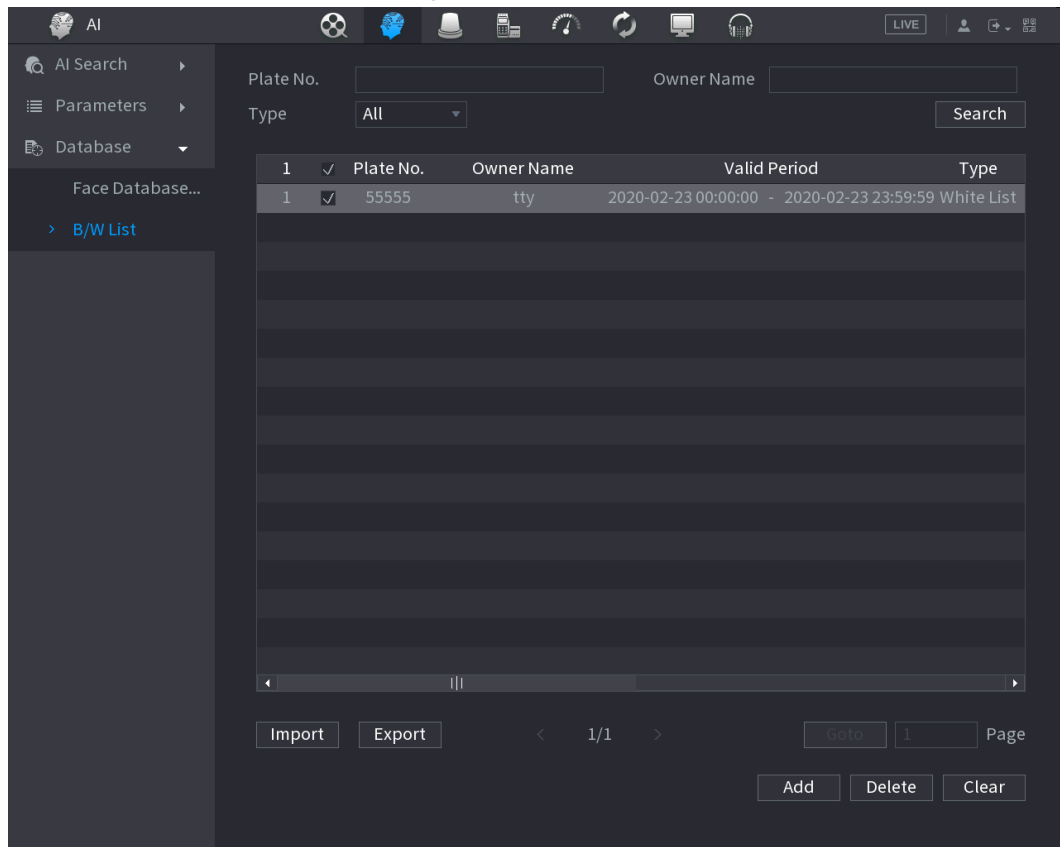 AI
LIVE
AI Search
Parameters
Database
Face Database...
B/W List
Plate No.
Owner Name
Type
All
Search
1 Plate No. Owner Name Valid Period Type
1 55555 tty 2020-02-23 00:00:00 - 2020-02-23 23:59:59 White List
Import
Export
1/1
Goto
1
Page
Add
Delete
Clear